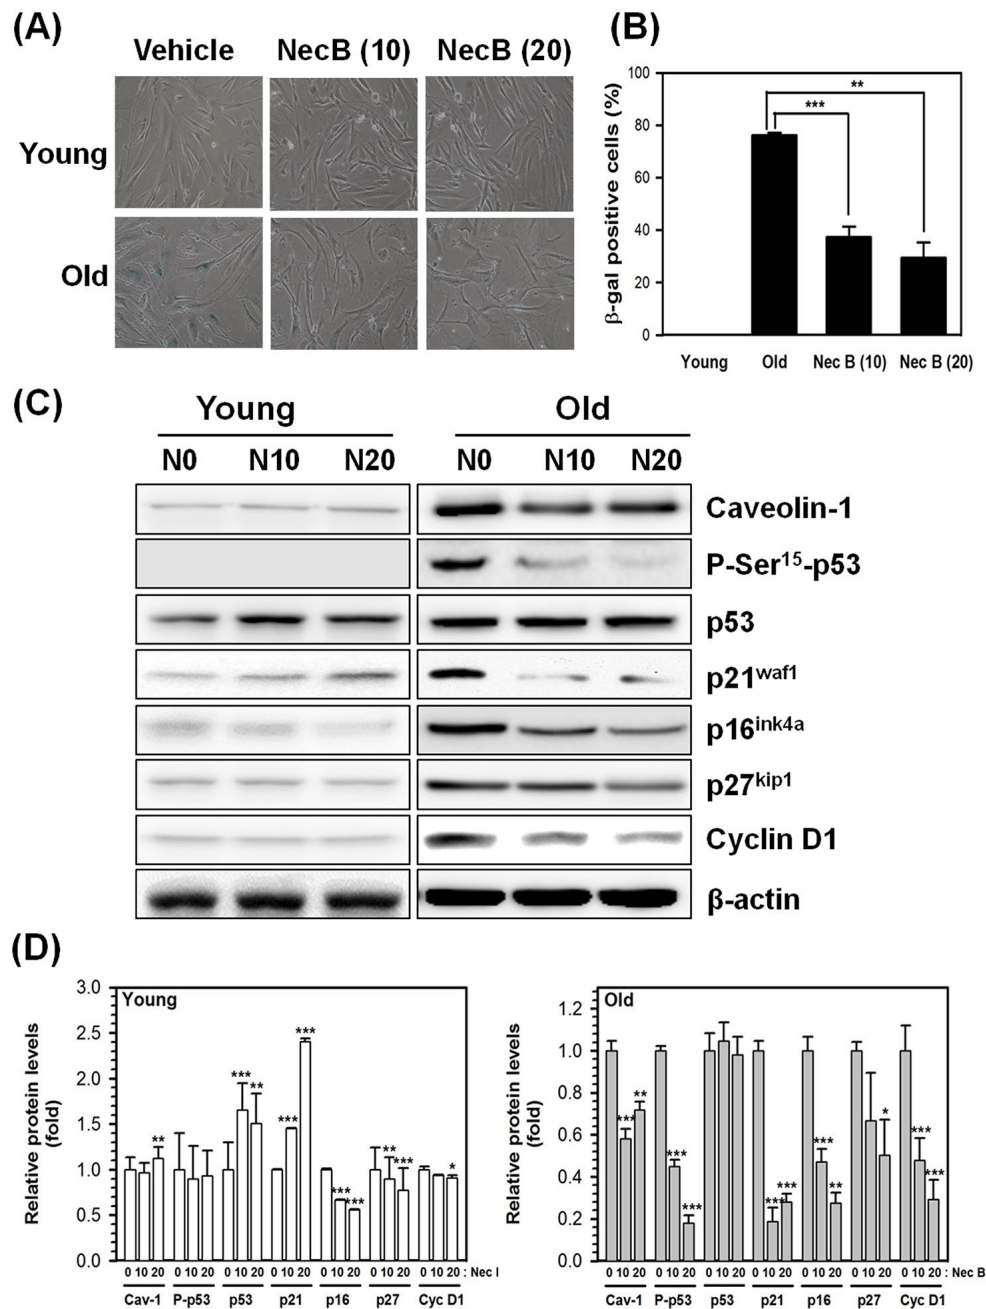 (A)
Vehicle NecB (10) NecB (20)
Young
Old
(B)
β-gal positive cells (%)
100
80
60
40
20
0
**
***
Young Old Nec B (10) Nec B (20)
(C)
Young Old
N0 N10 N20 N0 N10 N20
Caveolin-1
P-Ser15-p53
p53
p21waf1
p16ink4a
p27kip1
Cyclin D1
β-actin
(D)
Relative protein levels
(fold)
3.0
2.5
2.0
1.5
1.0
0.5
0.0
Young
** *** ** *** *** *** *** ** *** *
0 10 20 0 10 20 0 10 20 0 10 20 0 10 20 0 10 20 0 10 20 : Nec I
Cav-1 P-p53 p53 p21 p16 p27 Cyc D1
Relative protein levels
(fold)
1.2
1.0
0.8
0.6
0.4
0.2
0.0
Old
*** ** *** *** *** *** *** ** * *** ***
0 10 20 0 10 20 0 10 20 0 10 20 0 10 20 0 10 20 0 10 20 : Nec B
Cav-1 P-p53 p53 p21 p16 p27 Cyc D1